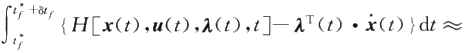 ∫_{t_f^*}^{t_f^*+δt_f} {H[x(t),u(t),λ(t),t]−λ^T(t)•ẋ(t)}dt≈